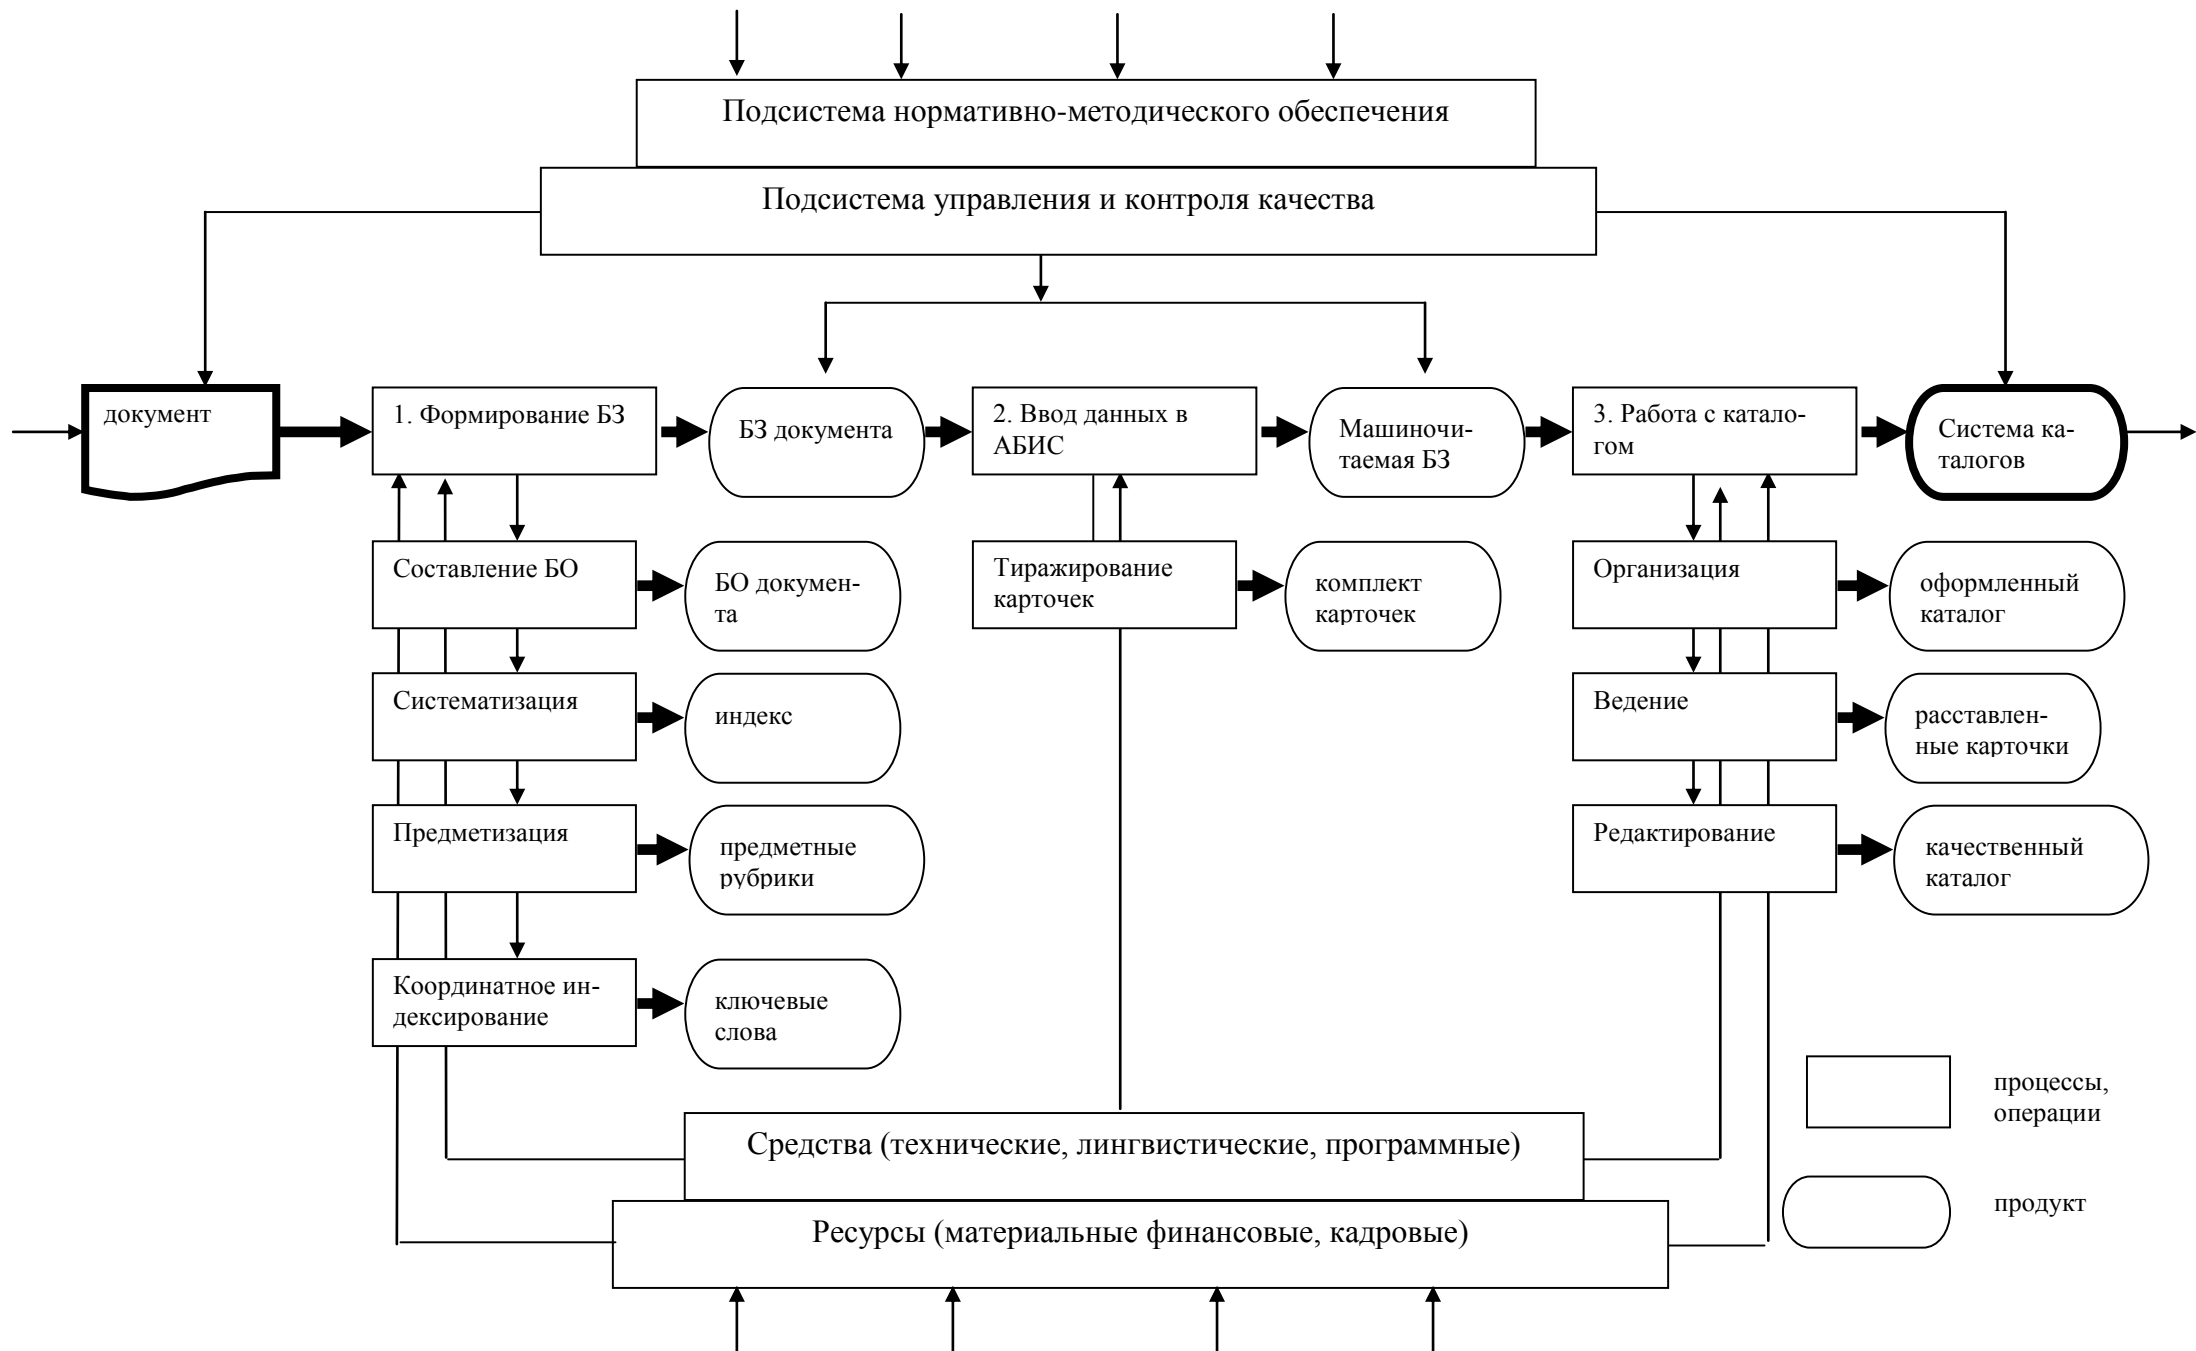 Подсистема нормативно-методического обеспечения
Подсистема управления и контроля качества
документ
1. Формирование БЗ
БЗ документа
2. Ввод данных в
АБИС
Машиночи-
таемая БЗ
3. Работа с катало-
гом
Система ка-
талогов
Составление БО
БО докумен-
та
Тиражирование
карточек
комплект
карточек
Организация
оформленный
каталог
Систематизация
индекс
Ведение
расставлен-
ные карточки
Предметизация
предметные
рубрики
Редактирование
качественный
каталог
Координатное ин-
дексирование
ключевые
слова
процессы,
операции
Средства (технические, лингвистические, программные)
продукт
Ресурсы (материальные финансовые, кадровые)